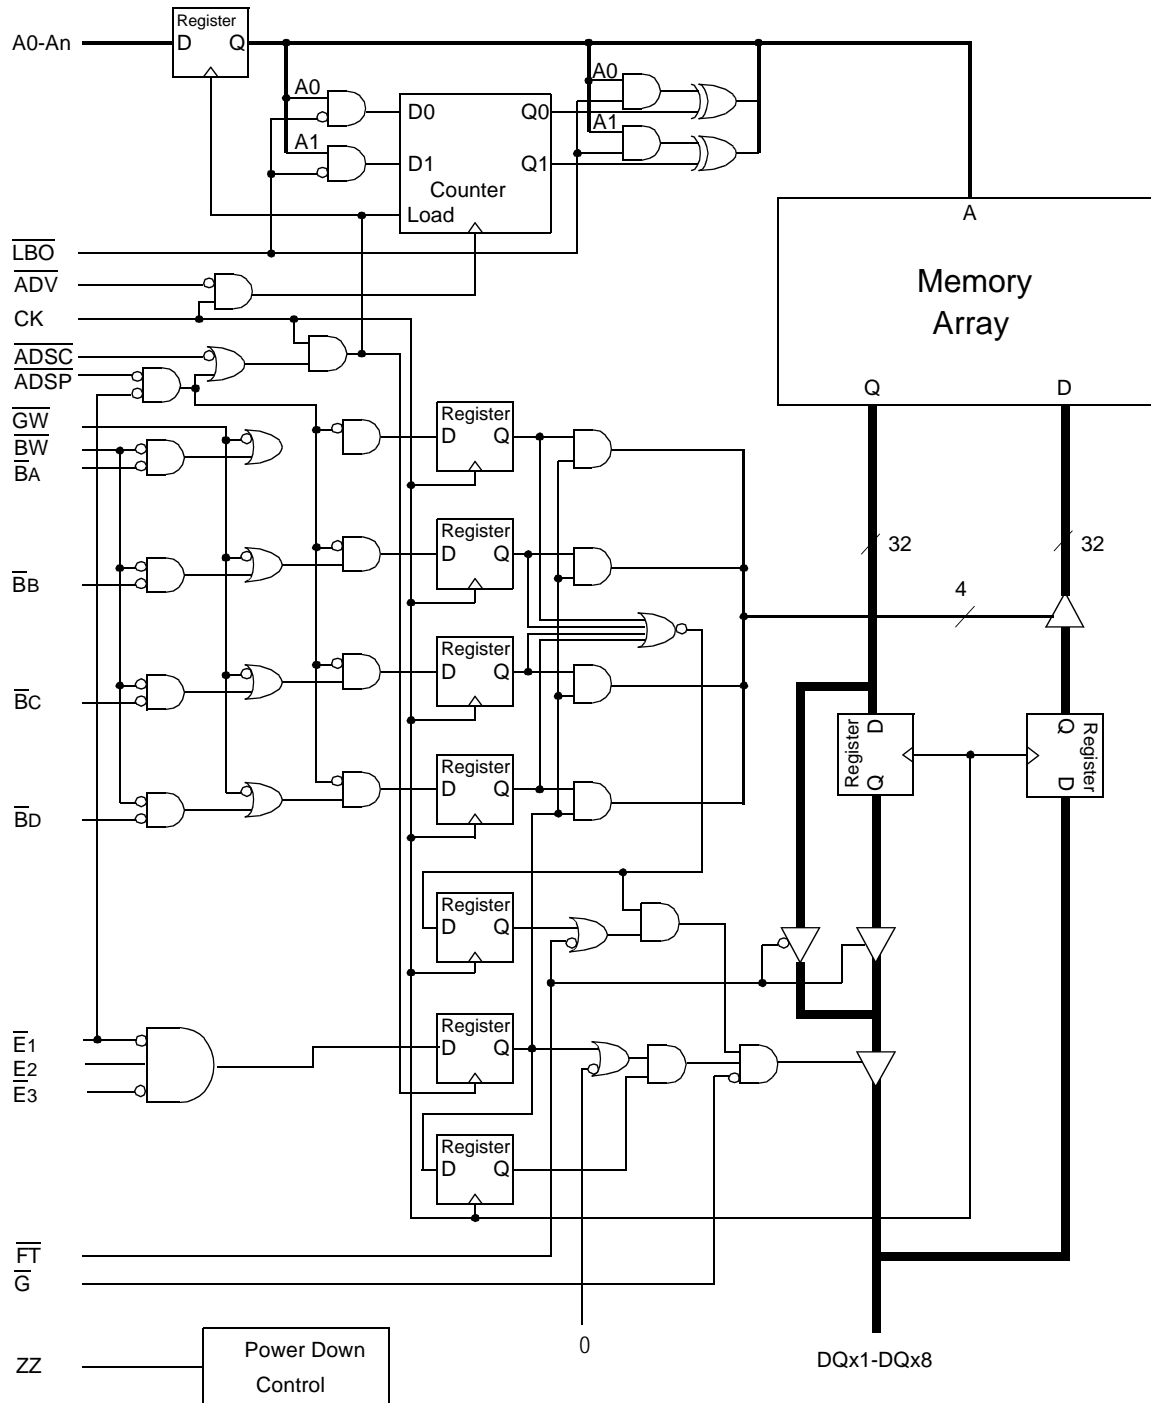 Register
A0-An
D Q
A0
A0
D0 Q0
A1
A1
D1 Q1
Counter
Load
A
LBO
ADV
Memory
Array
CK
ADSC
ADSP
Q D
GW
Register
BW
D Q
BA
Register
D Q
32 32
BB
4
Register
D Q
BC
Register
D
Q
Register
Q
D
Register
D Q
BD
Register
D Q
Register
E1
D Q
E2
E3
Register
D Q
FT
G
0
Power Down
Control
ZZ
DQx1-DQx8